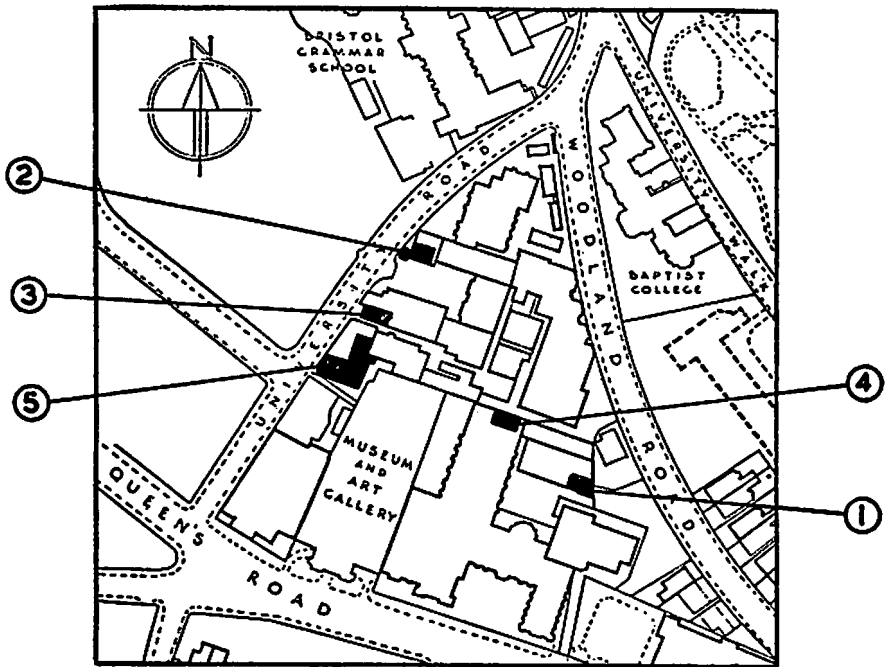 BRISTOL
GRAMMAR
SCHOOL
N
UNIVERSITY ROAD
WOODLAND ROAD
UNIVERSITY WALK
BAPTIST
COLLEGE
MUSEUM
AND
ART
GALLERY
QUEEN'S ROAD
2
3
5
4
1